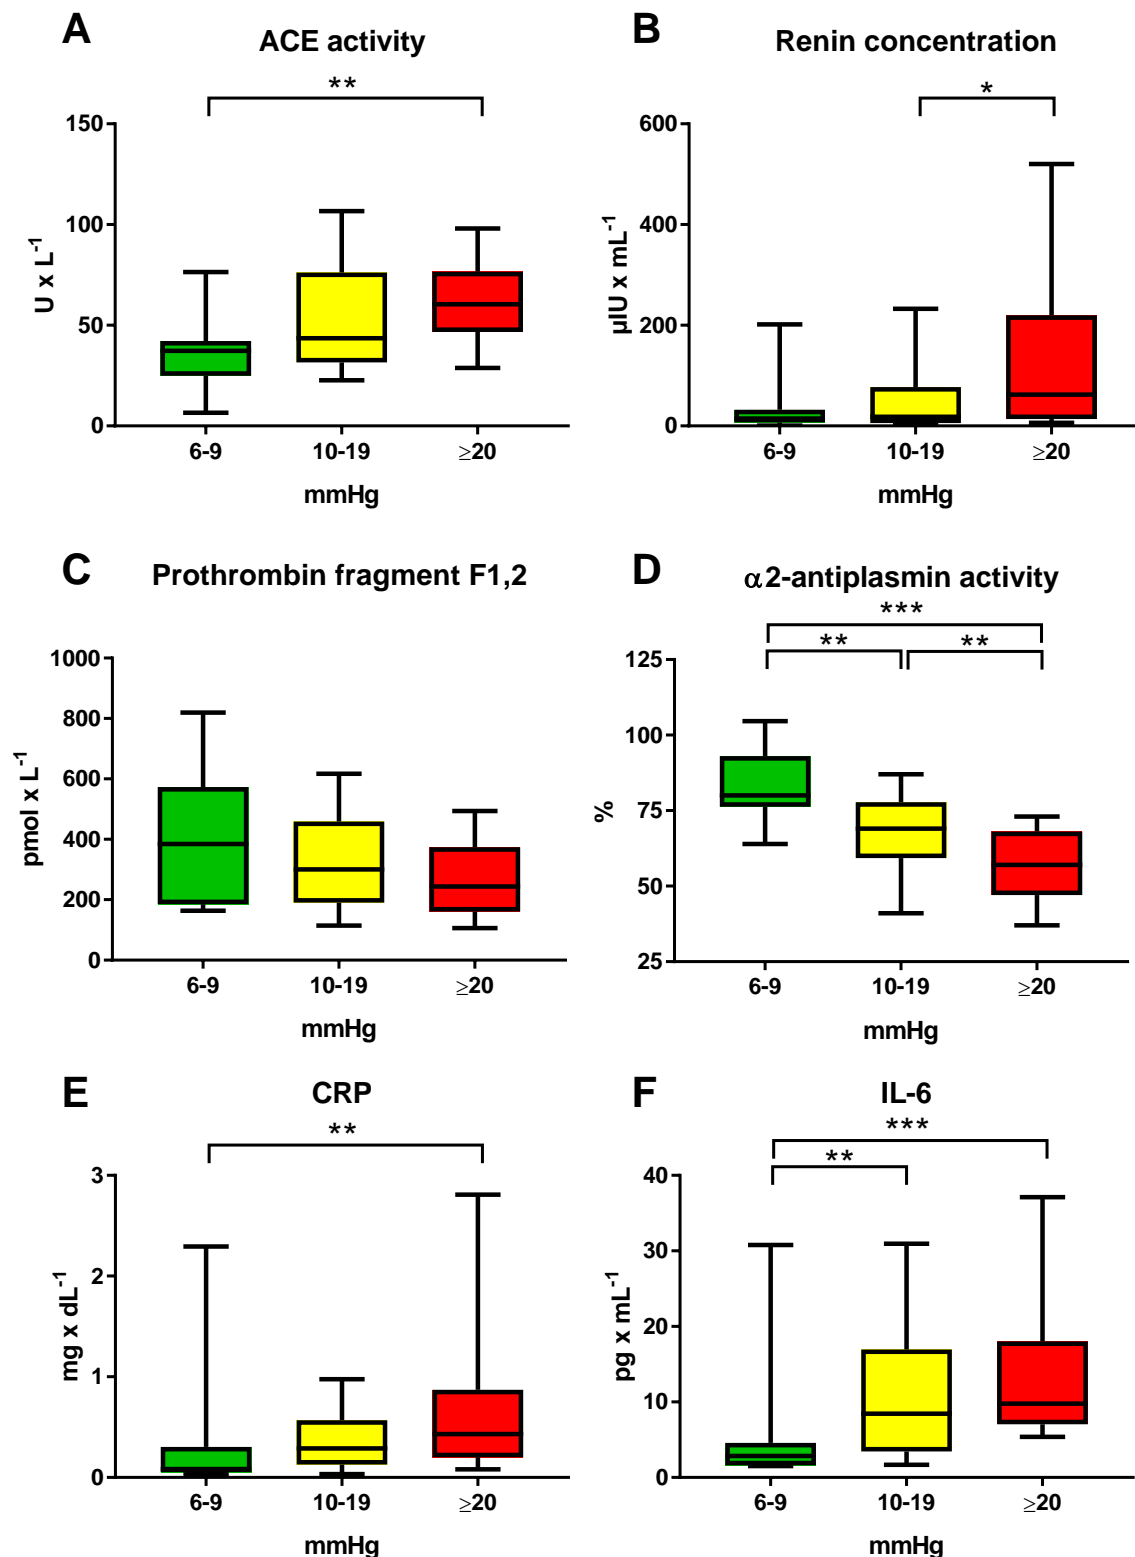 A
ACE activity
**
150
100
50
0
U x L⁻¹
6-9
10-19
≥20
mmHg
B
Renin concentration
*
600
400
200
0
µIU x mL⁻¹
6-9
10-19
≥20
mmHg
C
Prothrombin fragment F1,2
1000
800
600
400
200
0
pmol x L⁻¹
6-9
10-19
≥20
mmHg
D
α2-antiplasmin activity
***
**
**
125
100
75
50
25
%
6-9
10-19
≥20
mmHg
E
CRP
**
3
2
1
0
mg x dL⁻¹
6-9
10-19
≥20
mmHg
F
IL-6
***
**
40
30
20
10
0
pg x mL⁻¹
6-9
10-19
≥20
mmHg